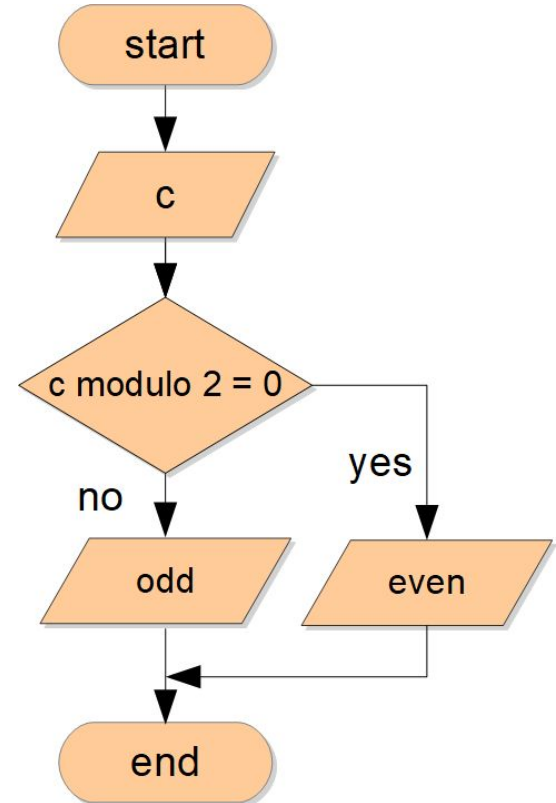 start
c
c modulo 2 = 0
no
yes
odd
even
end